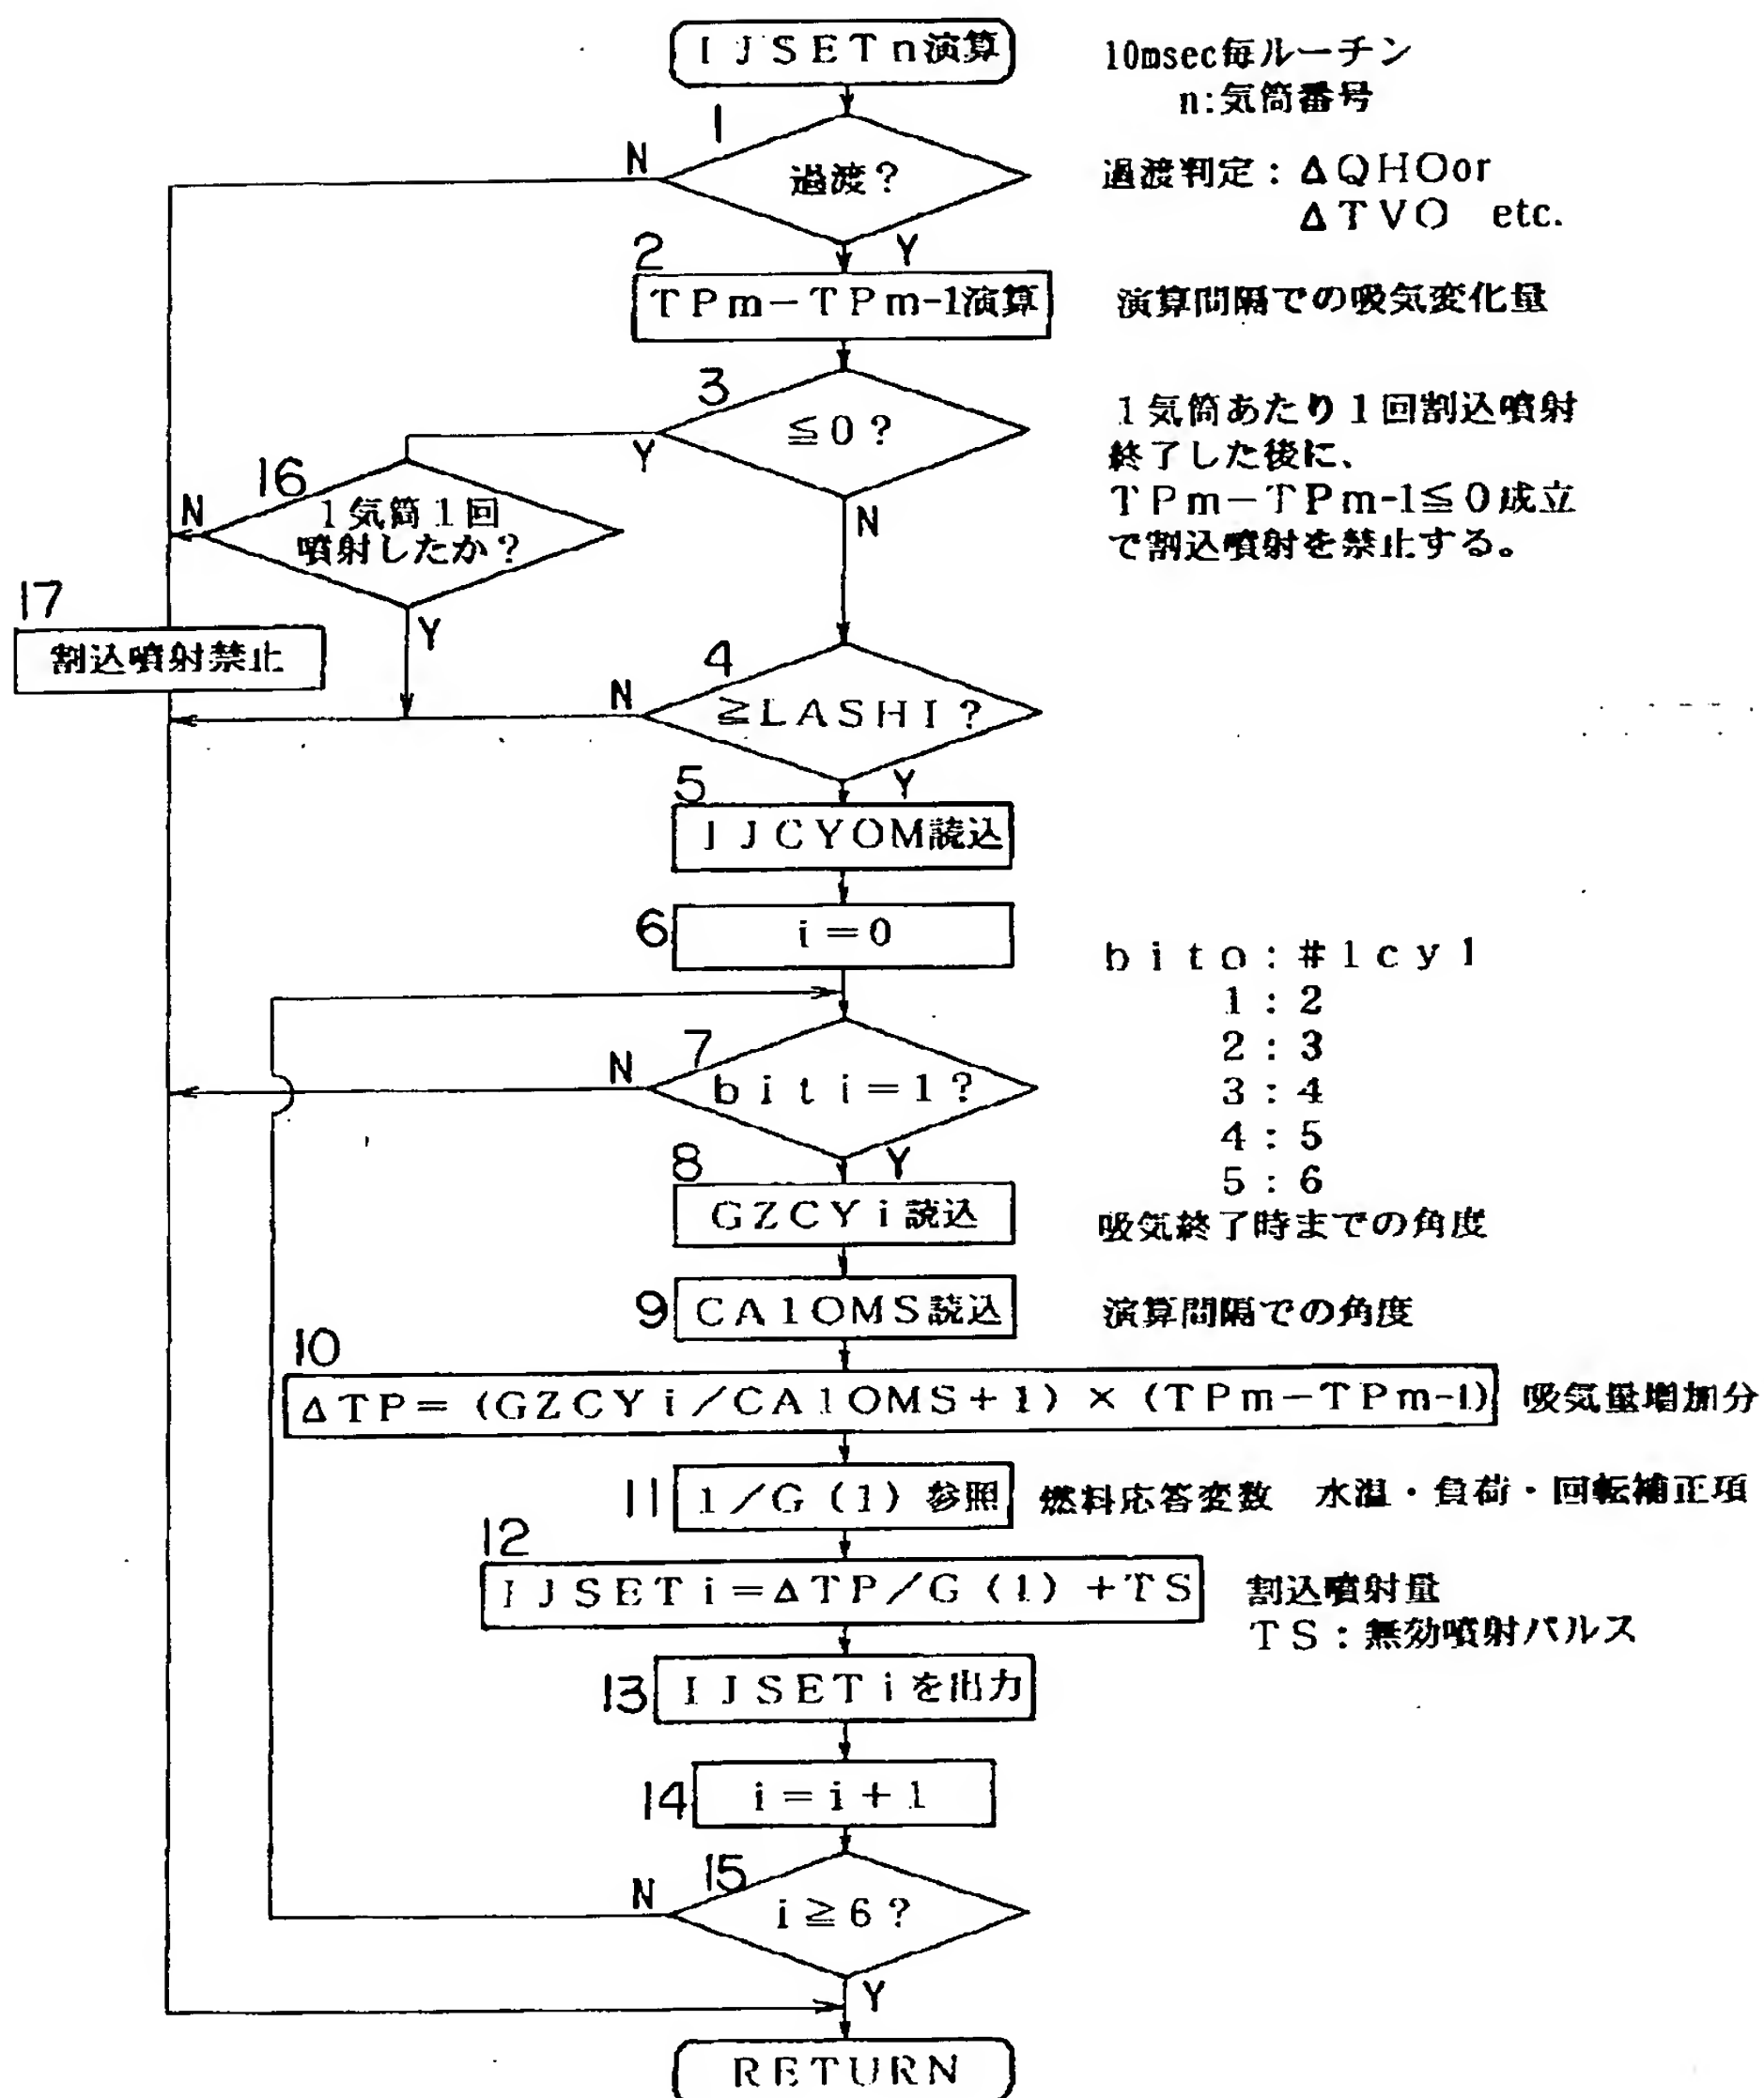 IJSETn演算
10msec毎ルーチン
n:気筒番号
1
過渡?
N
Y
過渡判定:ΔQHOor
ΔTVO etc.
2
TPm-TPm-1演算
演算間隔での吸気変化量
3
≦0?
Y
N
1気筒あたり1回割込噴射
終了した後に、
TPm-TPm-1≦0成立
で割込噴射を禁止する。
16
1気筒1回
噴射したか?
N
Y
17
割込噴射禁止
4
≧LASHI?
N
Y
5
IJCYOM読込
6
i=0
bito:#1cyl
1:2
2:3
3:4
4:5
5:6
7
biti=1?
N
Y
8
GZCYi読込
吸気終了時までの角度
9
CA1OMS読込
演算間隔での角度
10
ΔTP=(GZCYi/CA1OMS+1)×(TPm-TPm-1)
吸気量増加分
11
1/G(1)参照
燃料応答変数 水温・負荷・回転補正項
12
IJSETi=ΔTP/G(1)+TS
割込噴射量
TS:無効噴射パルス
13
IJSETiを出力
14
i=i+1
15
i≧6?
N
Y
RETURN